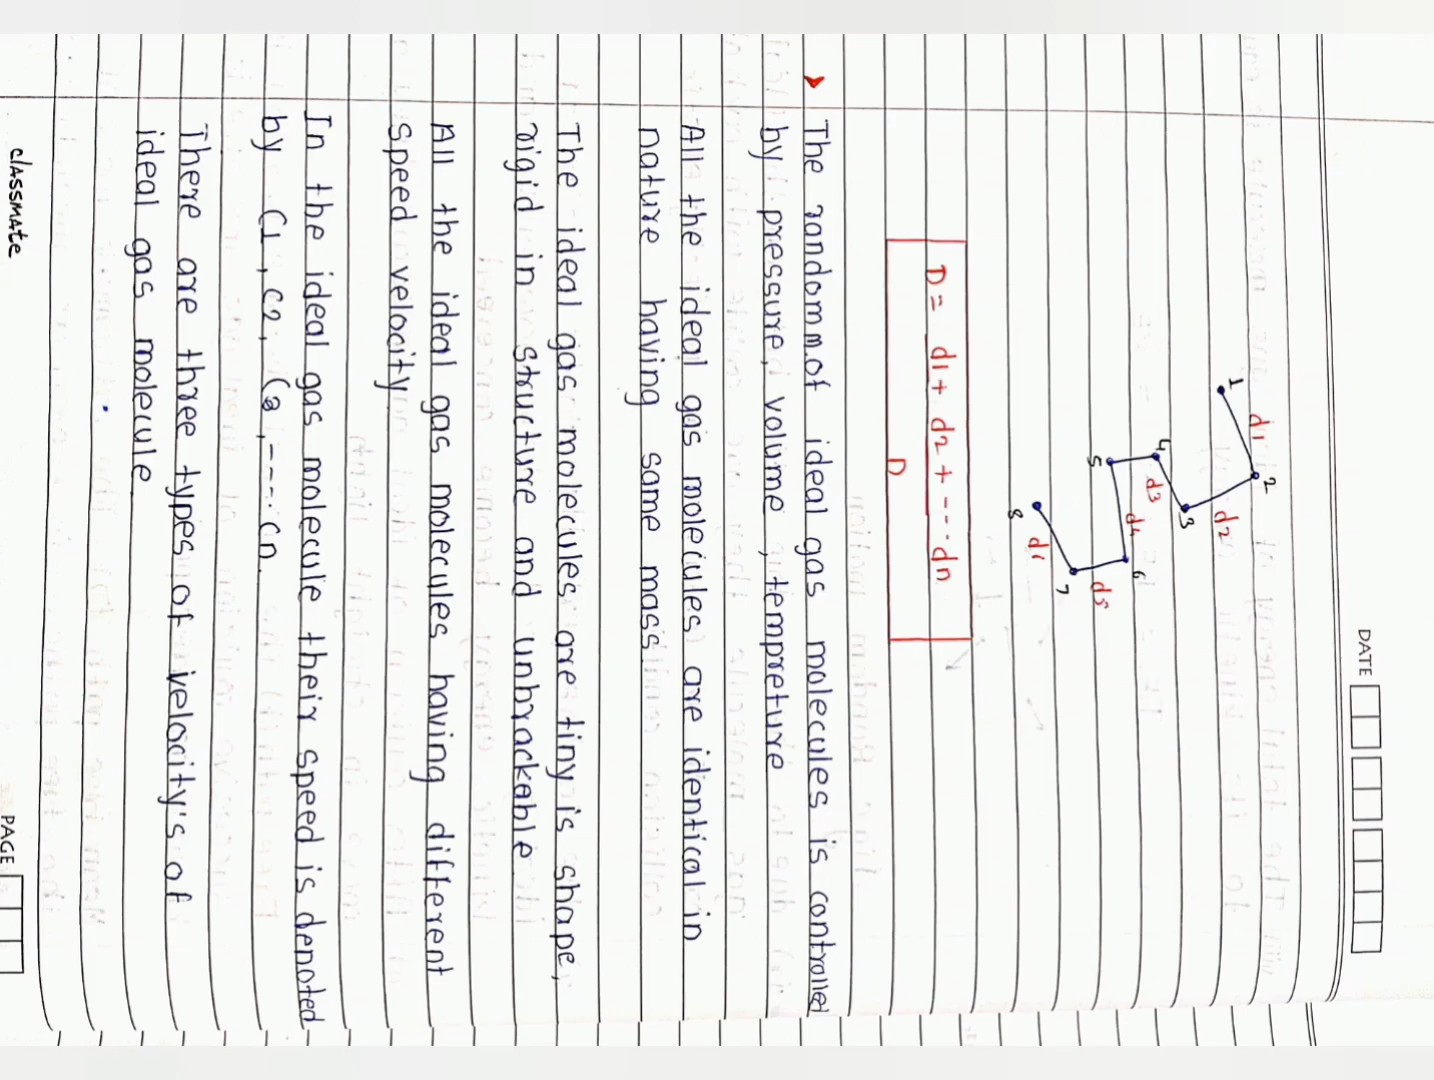 DATE
1 d1 2
d2
3
4 d3
5 d4 6
d5
8 d6 7
D = d1 + d2 + --- dn
D
The random m. of ideal gas molecules is controlled
by pressure, volume, tempreture
All the ideal gas molecules are identical in
nature having same mass
The ideal gas molecules are tiny is shape,
rigid in structure and unbrackable
All the ideal gas molecules having different
speed velocity
In the ideal gas molecule their speed is denoted
by C1, C2, C3, ---- Cn.
There are three types of velocity's of
ideal gas molecule
classmate
PAGE